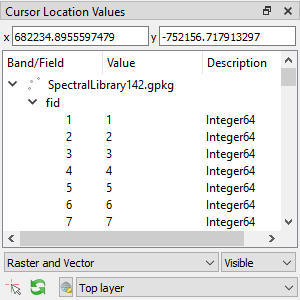 Cursor Location Values
x 682234.8955597479 y -752156.717913297
Band/Field Value Description
SpectralLibrary142.gpkg
fid
1 1 Integer64
2 2 Integer64
3 3 Integer64
4 4 Integer64
5 5 Integer64
6 6 Integer64
7 7 Integer64
Raster and Vector Visible
Top layer